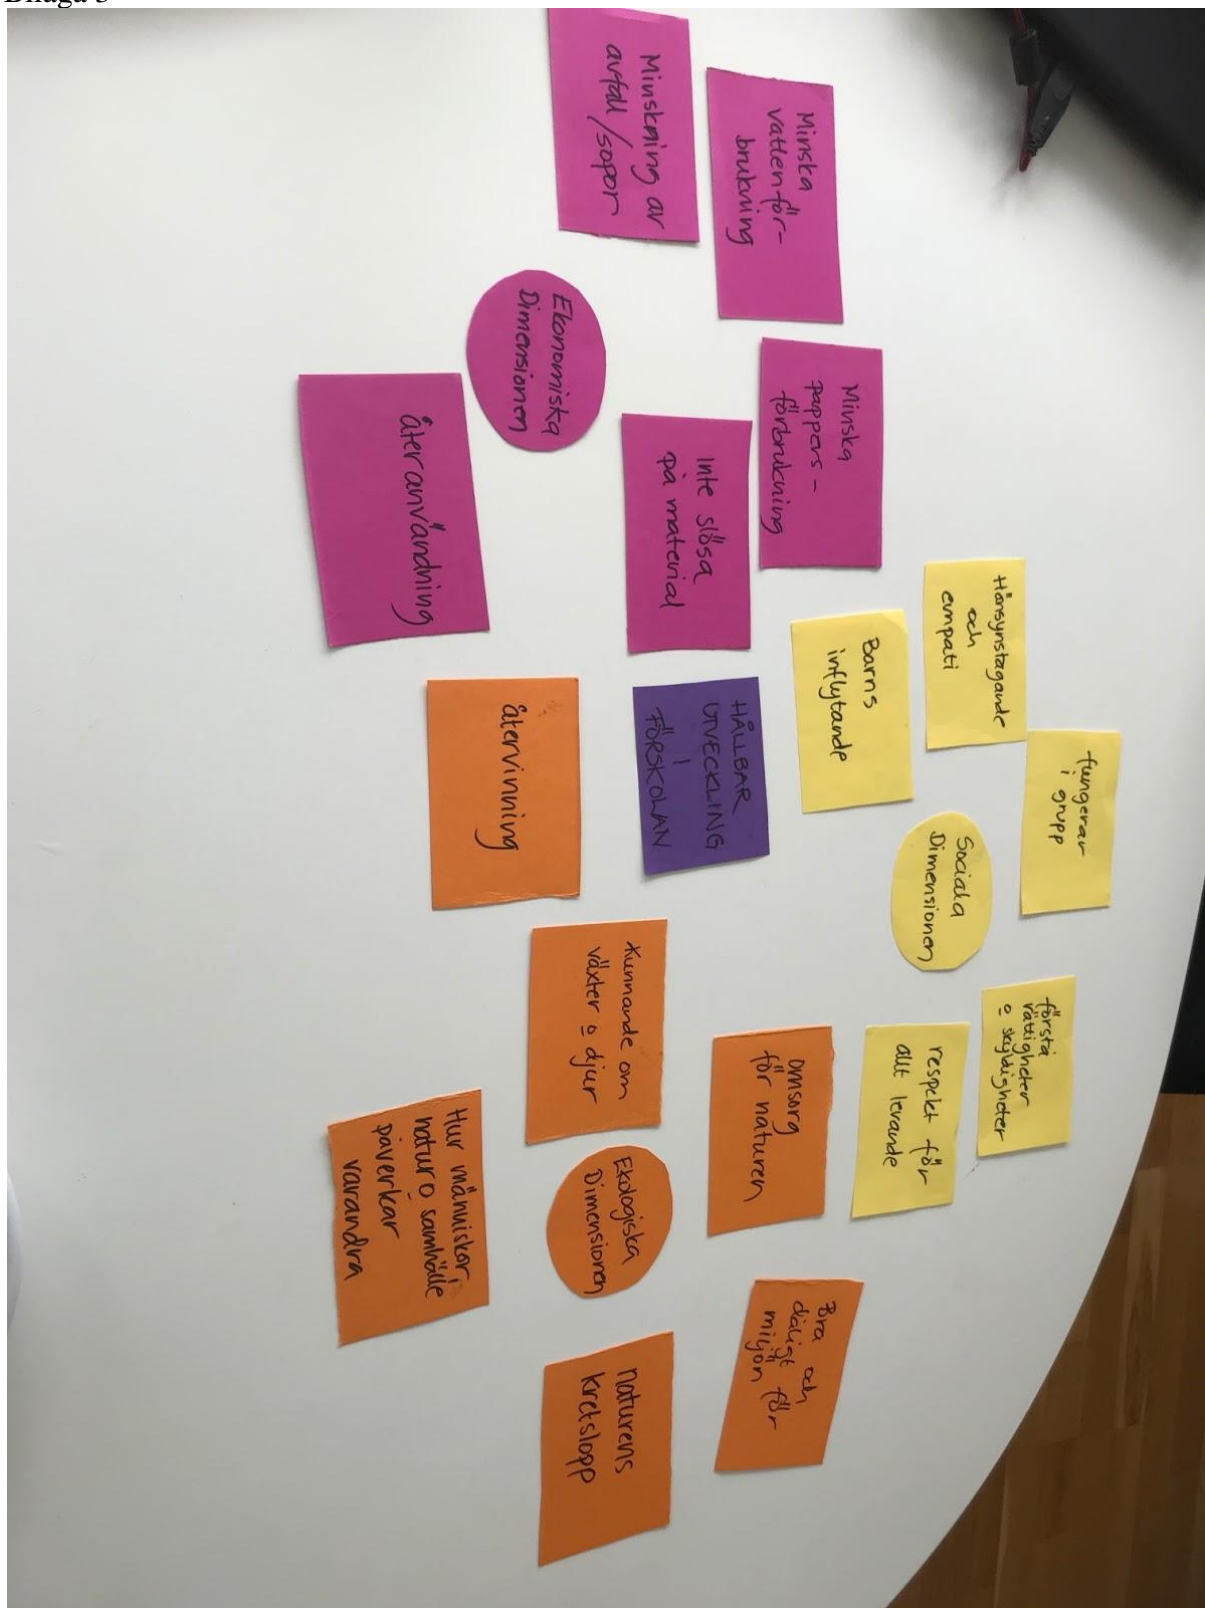 Bilaga
Minskning av
avfall/sopor
Minska
vattenför-
brukning
Ekonomiska
Dimensionen
Minska
pappers-
förbrukning
Inte slösa
på material
återanvändning
Hänsynstagande
och
empati
Barns
inflytande
fungerar
i grupp
Sociala
Dimensionen
förstå
rättigheter
o skyldigheter
respekt för
allt levande
HÅLLBAR
UTVECKLING
I
FÖRSKOLAN
återvinning
Kunnande om
växter o djur
omsorg
för naturen
Ekologiska
Dimensionen
Hur människor,
natur o samhälle
påverkar
varandra
Bra och
dåligt för
miljön
naturens
kretslopp